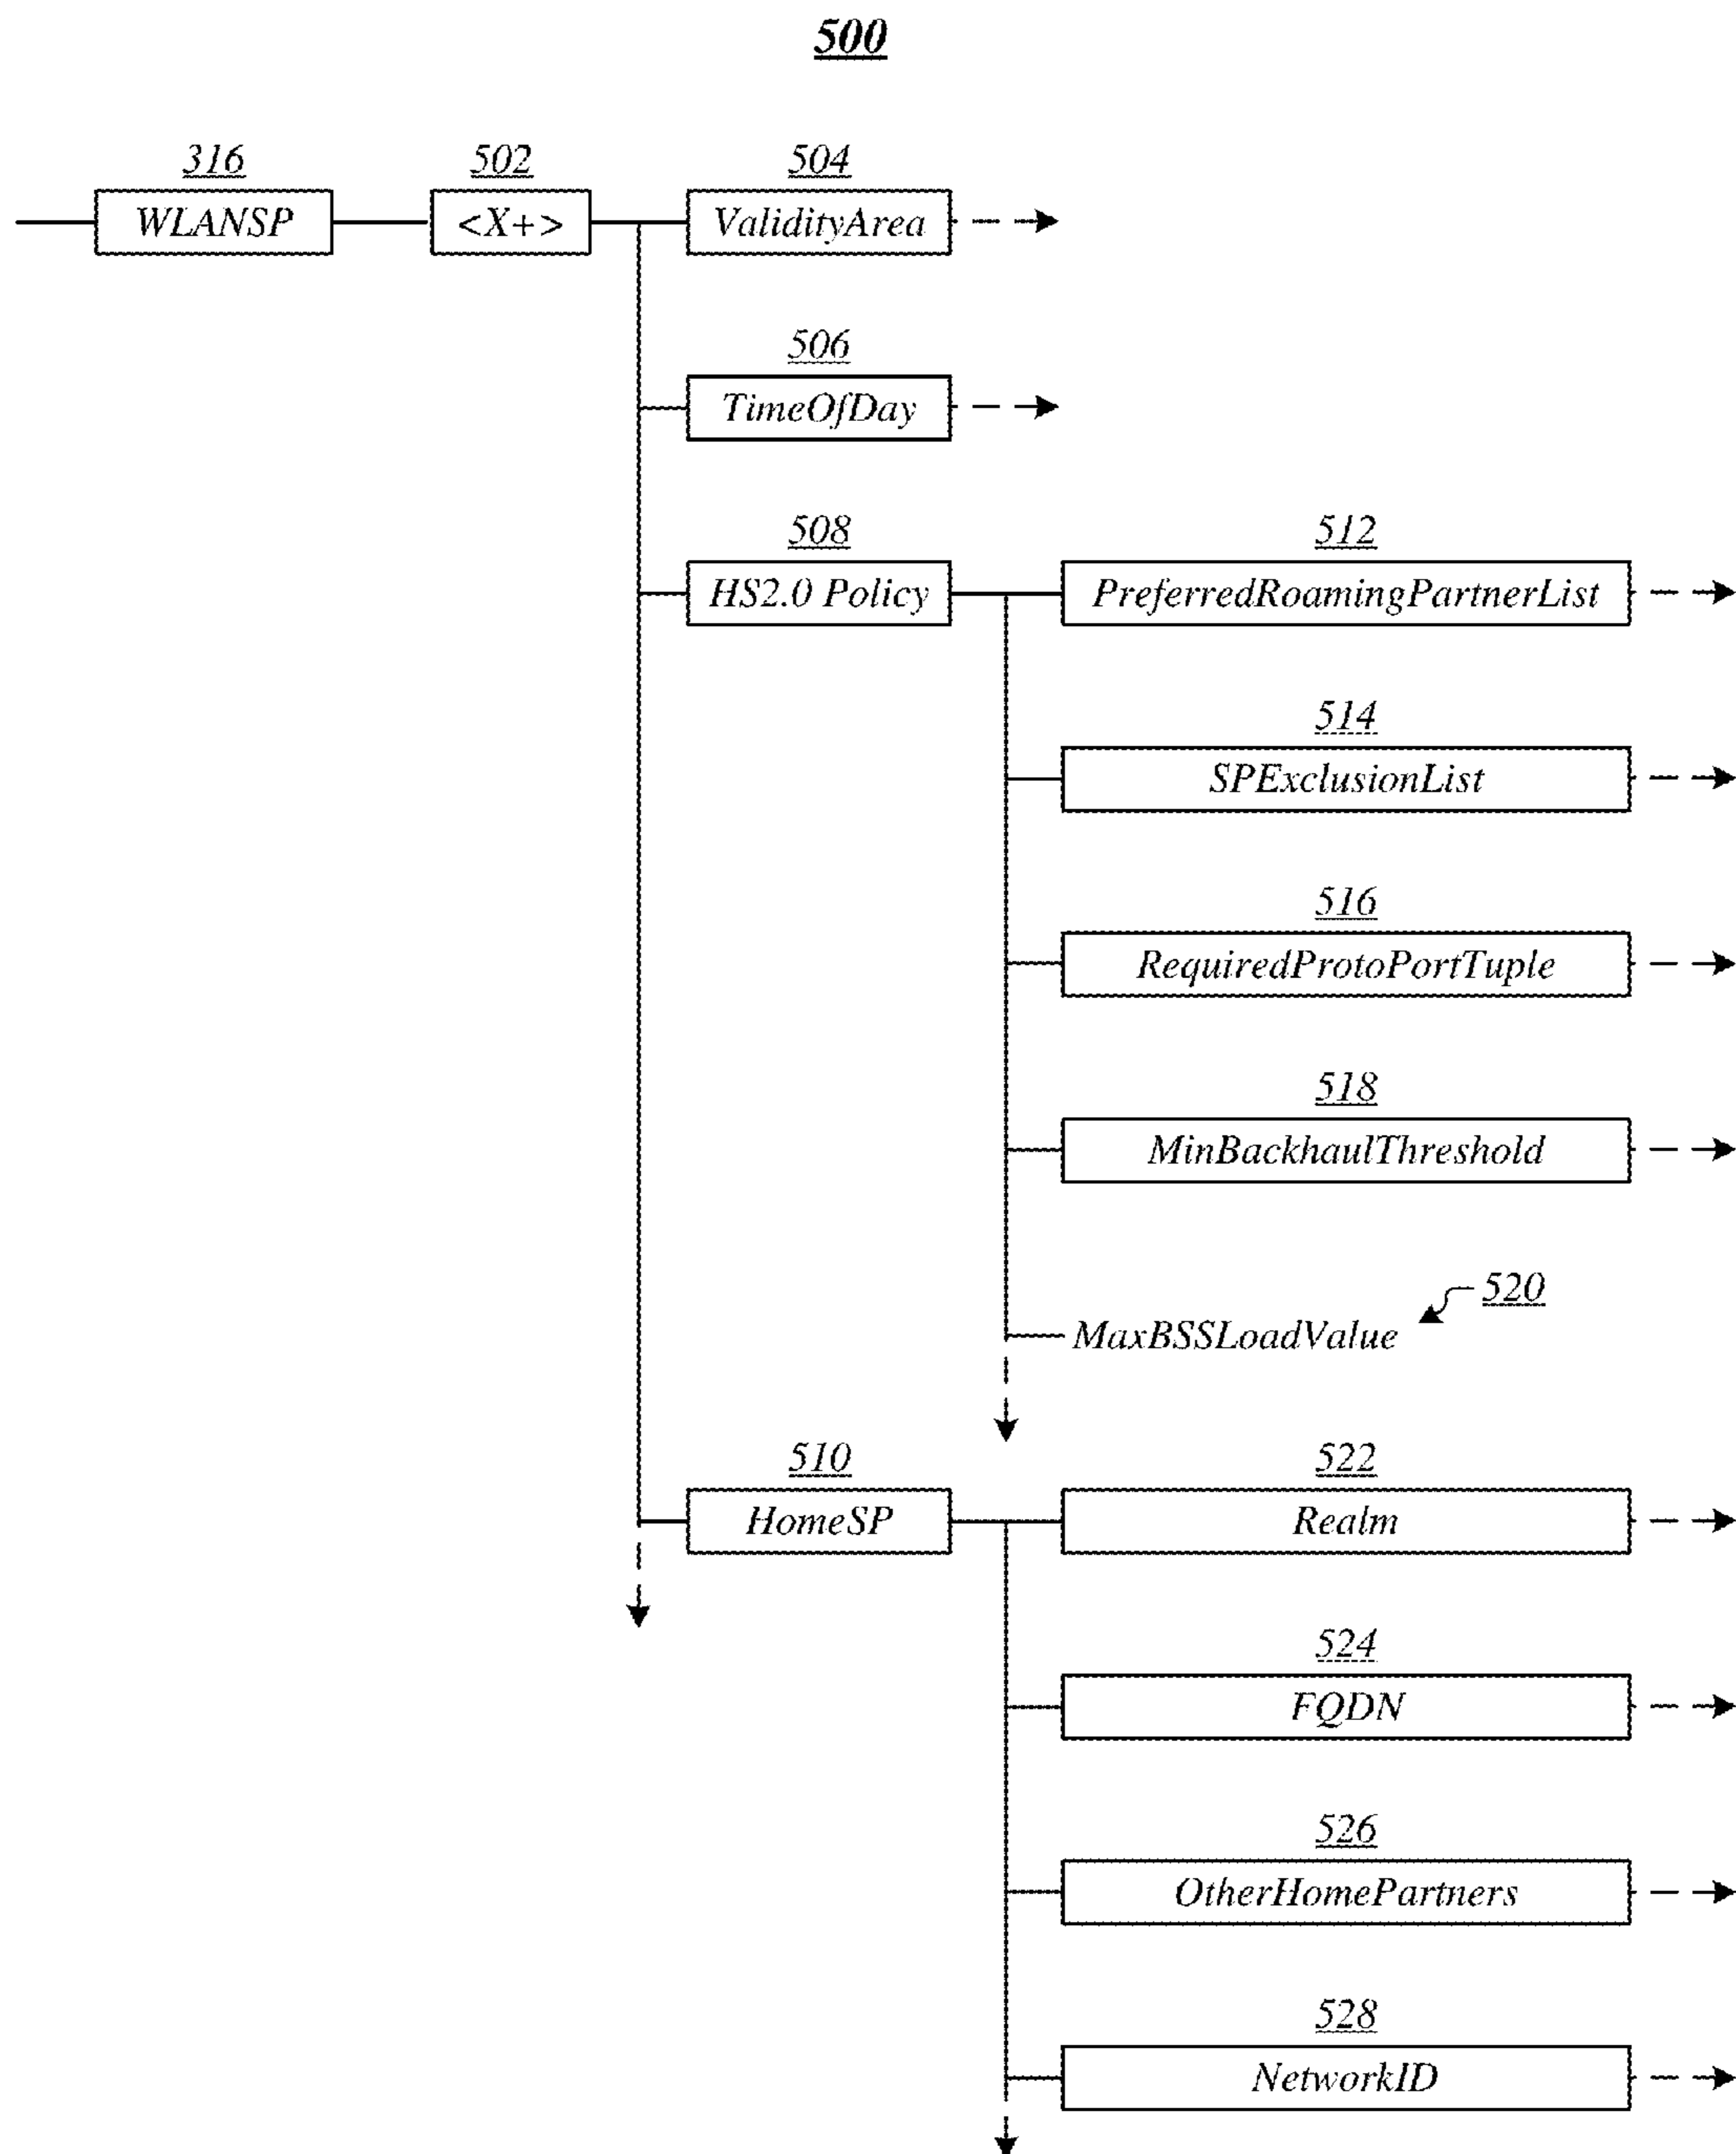 500
316 502 504
WLANSP <X+> ValidityArea
506
TimeOfDay
508 512
HS2.0 Policy PreferredRoamingPartnerList
514
SPExclusionList
516
RequiredProtoPortTuple
518
MinBackhaulThreshold
520
MaxBSSLoadValue
510 522
HomeSP Realm
524
FQDN
526
OtherHomePartners
528
NetworkID